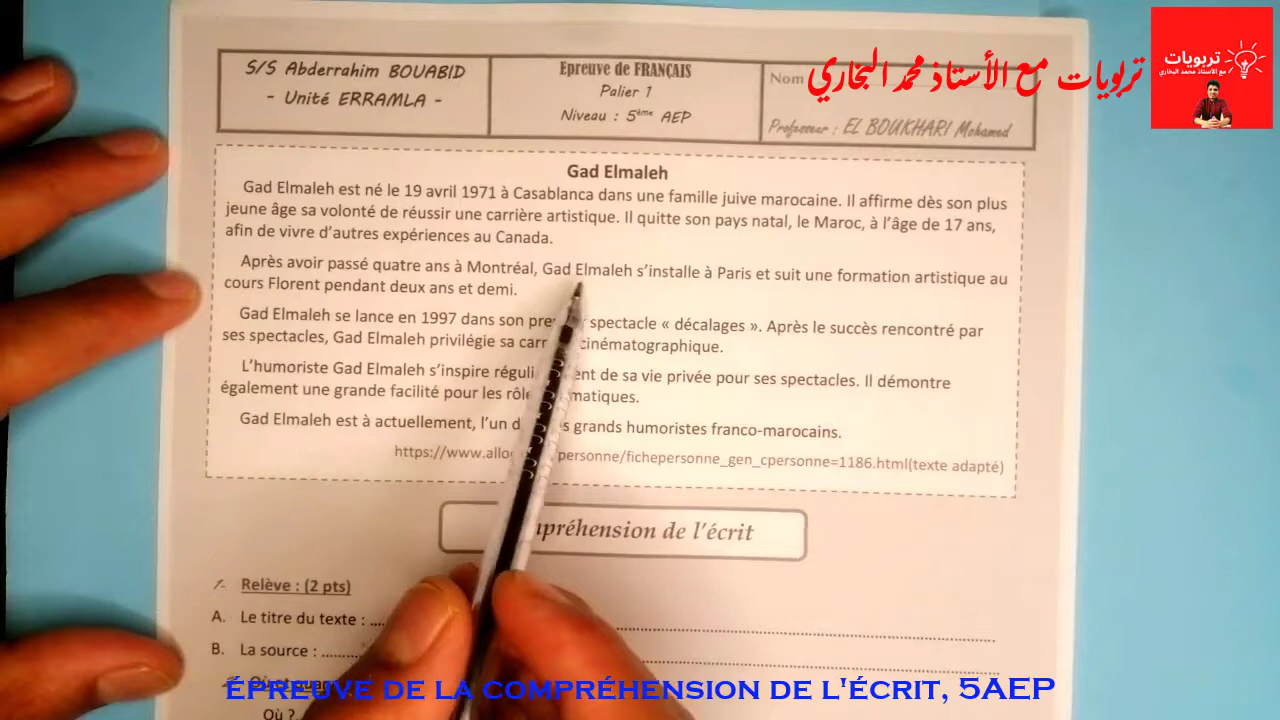 تربويات مع الأستاذ محمد البخاري
تربويات
مع الأستاذ محمد البخاري
S/S Abderrahim BOUABID
- Unité ERRAMLA -
Epreuve de FRANÇAIS
Palier 1
Niveau : 5ème AEP
Nom
Professeur : EL BOUKHARI Mohamed
Gad Elmaleh
Gad Elmaleh est né le 19 avril 1971 à Casablanca dans une famille juive marocaine. Il affirme dès son plus
jeune âge sa volonté de réussir une carrière artistique. Il quitte son pays natal, le Maroc, à l'âge de 17 ans,
afin de vivre d'autres expériences au Canada.
Après avoir passé quatre ans à Montréal, Gad Elmaleh s'installe à Paris et suit une formation artistique au
cours Florent pendant deux ans et demi.
Gad Elmaleh se lance en 1997 dans son spectacle « décalages ». Après le succès rencontré par
ses spectacles, Gad Elmaleh privilégie sa cinématographique.
L'humoriste Gad Elmaleh s'inspire de sa vie privée pour ses spectacles. Il démontre
également une grande facilité pour les
Gad Elmaleh est à actuellement, l'un grands humoristes franco-marocains.
https://www.allo personne/fichepersonne_gen_cpersonne=1186.html(texte adapté)
de l'écrit
1- Relève : (2 pts)
A. Le titre du texte : ....
B. La source : .........
Où ?
ÉPREUVE DE LA COMPRÉHENSION DE L'ÉCRIT, 5AEP